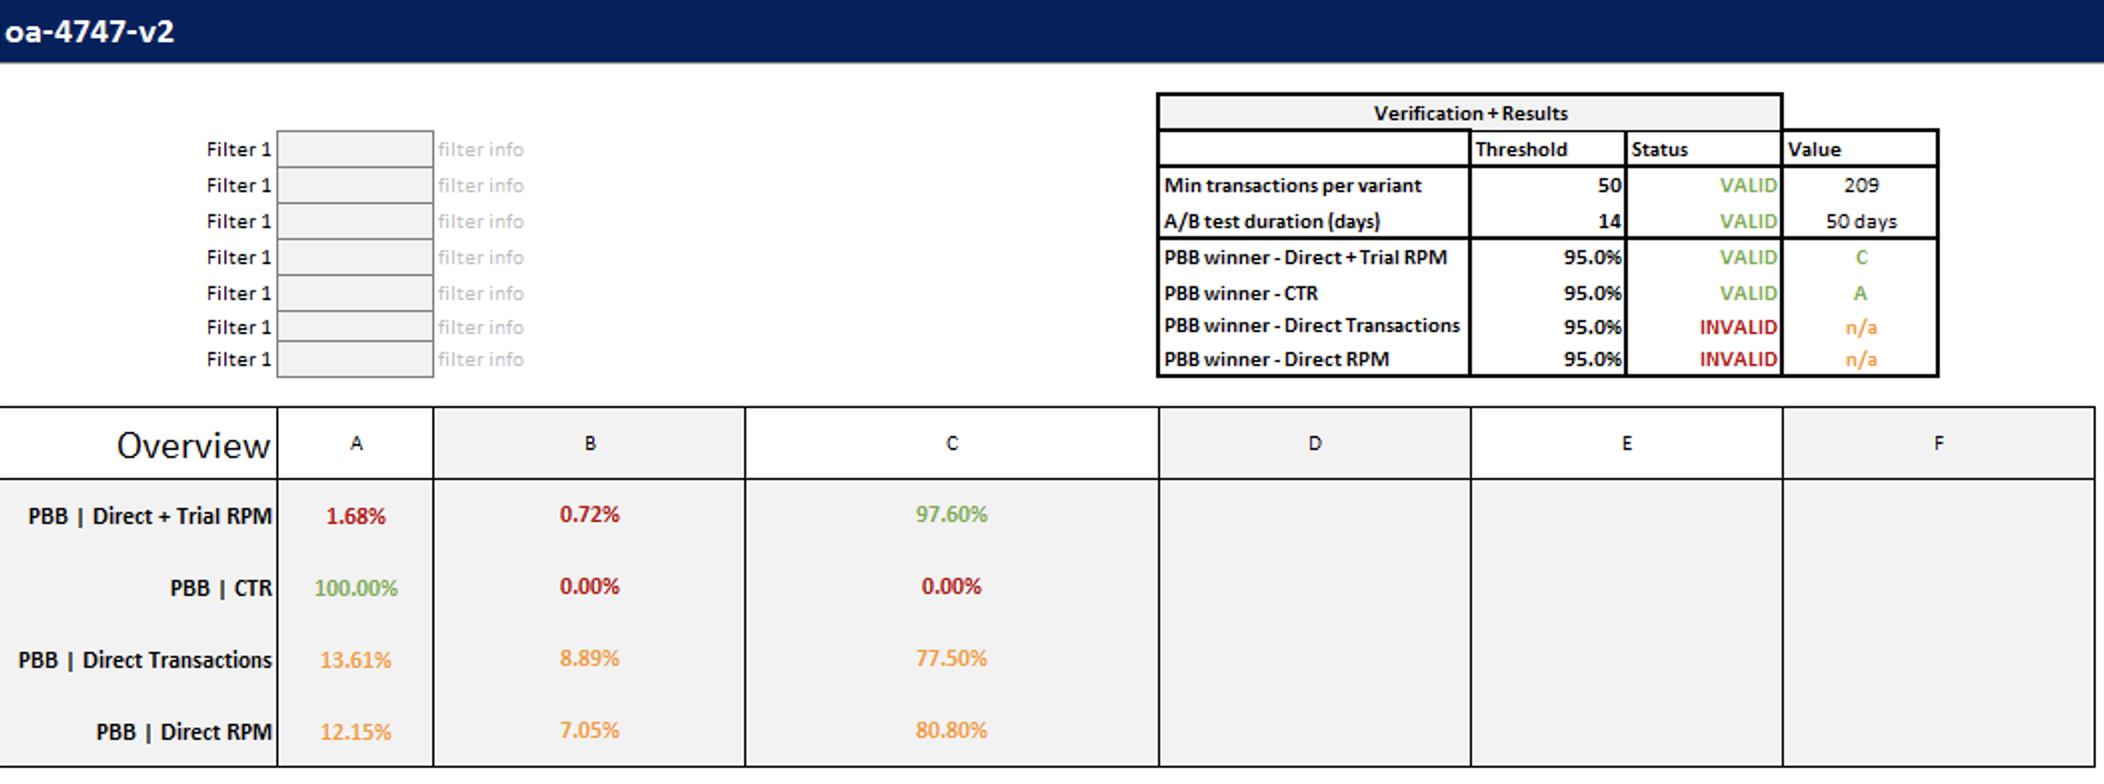 oa-4747-v2
Verification + Results
Filter 1 filter info Threshold Status Value
Filter 1 filter info Min transactions per variant 50 VALID 209
Filter 1 filter info A/B test duration (days) 14 VALID 50 days
Filter 1 filter info PBB winner - Direct + Trial RPM 95.0% VALID C
Filter 1 filter info PBB winner - CTR 95.0% VALID A
Filter 1 filter info PBB winner - Direct Transactions 95.0% INVALID n/a
Filter 1 filter info PBB winner - Direct RPM 95.0% INVALID n/a
Overview A B C D E F
PBB | Direct + Trial RPM 1.68% 0.72% 97.60%
PBB | CTR 100.00% 0.00% 0.00%
PBB | Direct Transactions 13.61% 8.89% 77.50%
PBB | Direct RPM 12.15% 7.05% 80.80%